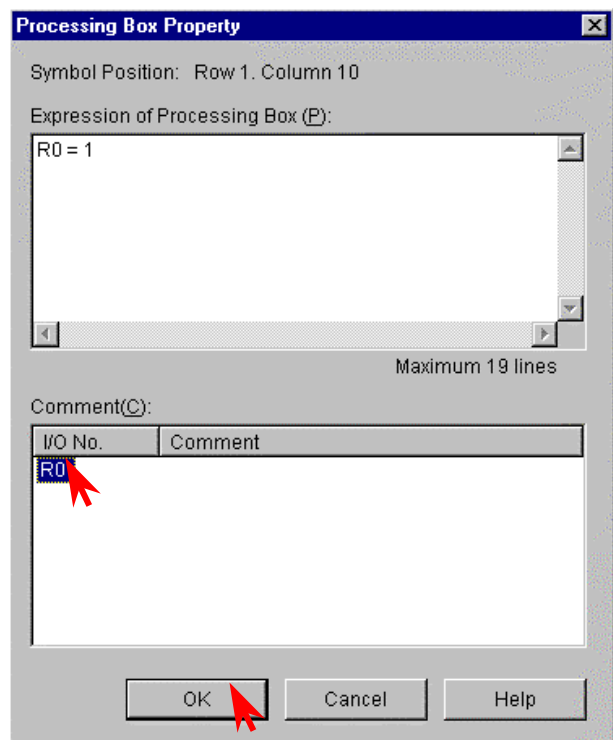 Processing Box Property
Symbol Position: Row 1. Column 10
Expression of Processing Box (P):
R0 = 1
Maximum 19 lines
Comment(C):
I/O No. Comment
R0
OK Cancel Help